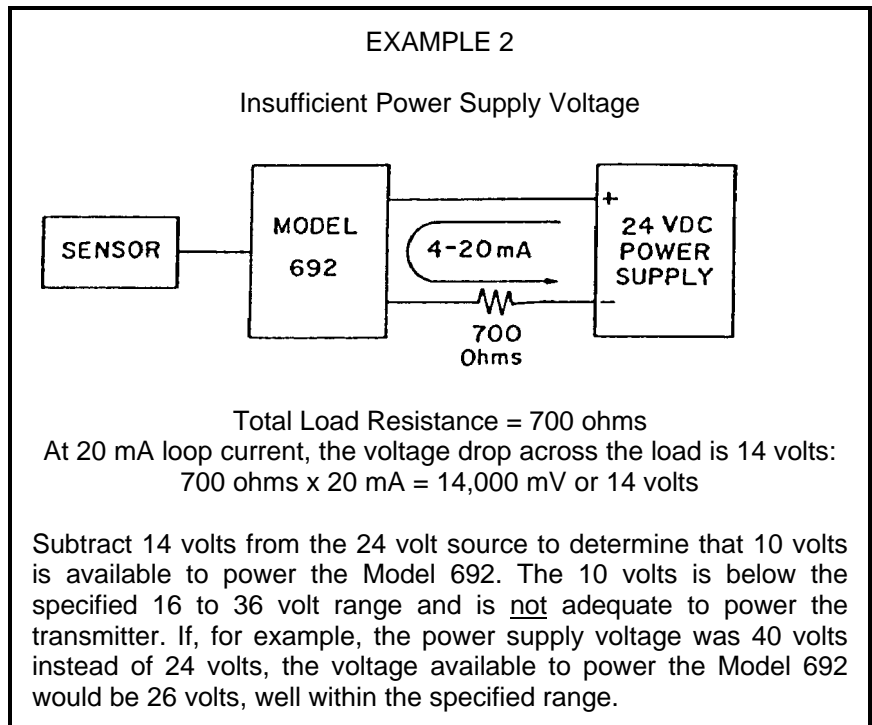 EXAMPLE 2
Insufficient Power Supply Voltage
SENSOR
MODEL
692
4-20mA
700
Ohms
+
24 VDC
POWER
SUPPLY
-
Total Load Resistance = 700 ohms
At 20 mA loop current, the voltage drop across the load is 14 volts:
700 ohms x 20 mA = 14,000 mV or 14 volts
Subtract 14 volts from the 24 volt source to determine that 10 volts
is available to power the Model 692. The 10 volts is below the
specified 16 to 36 volt range and is not adequate to power the
transmitter. If, for example, the power supply voltage was 40 volts
instead of 24 volts, the voltage available to power the Model 692
would be 26 volts, well within the specified range.